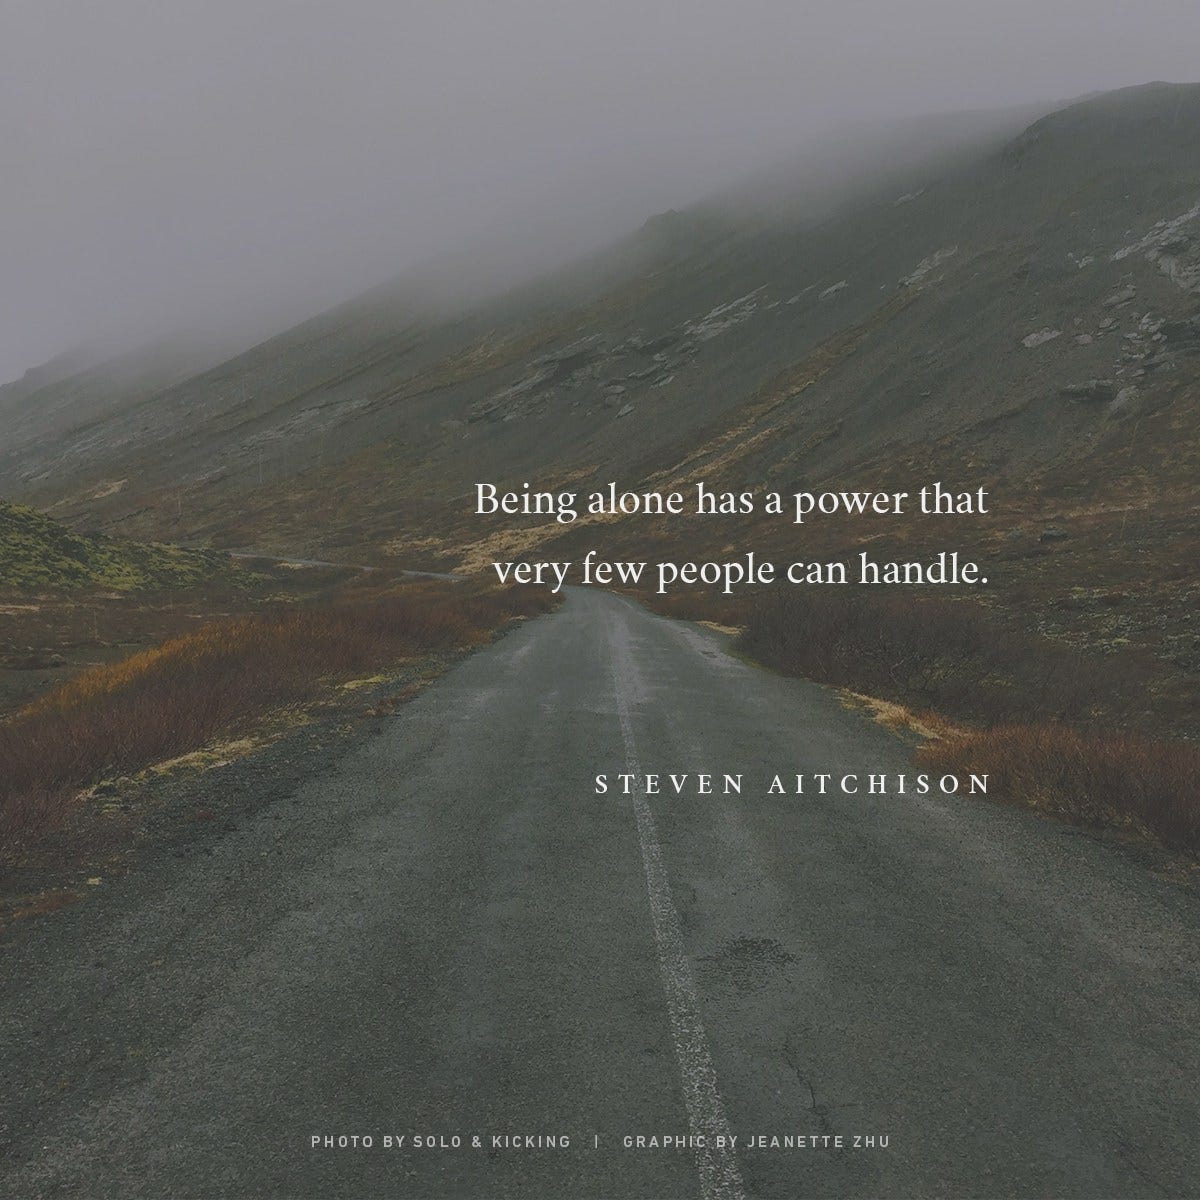 Being alone has a power that
very few people can handle.
STEVEN AITCHISON
PHOTO BY SOLO & KICKING | GRAPHIC BY JEANETTE ZHU